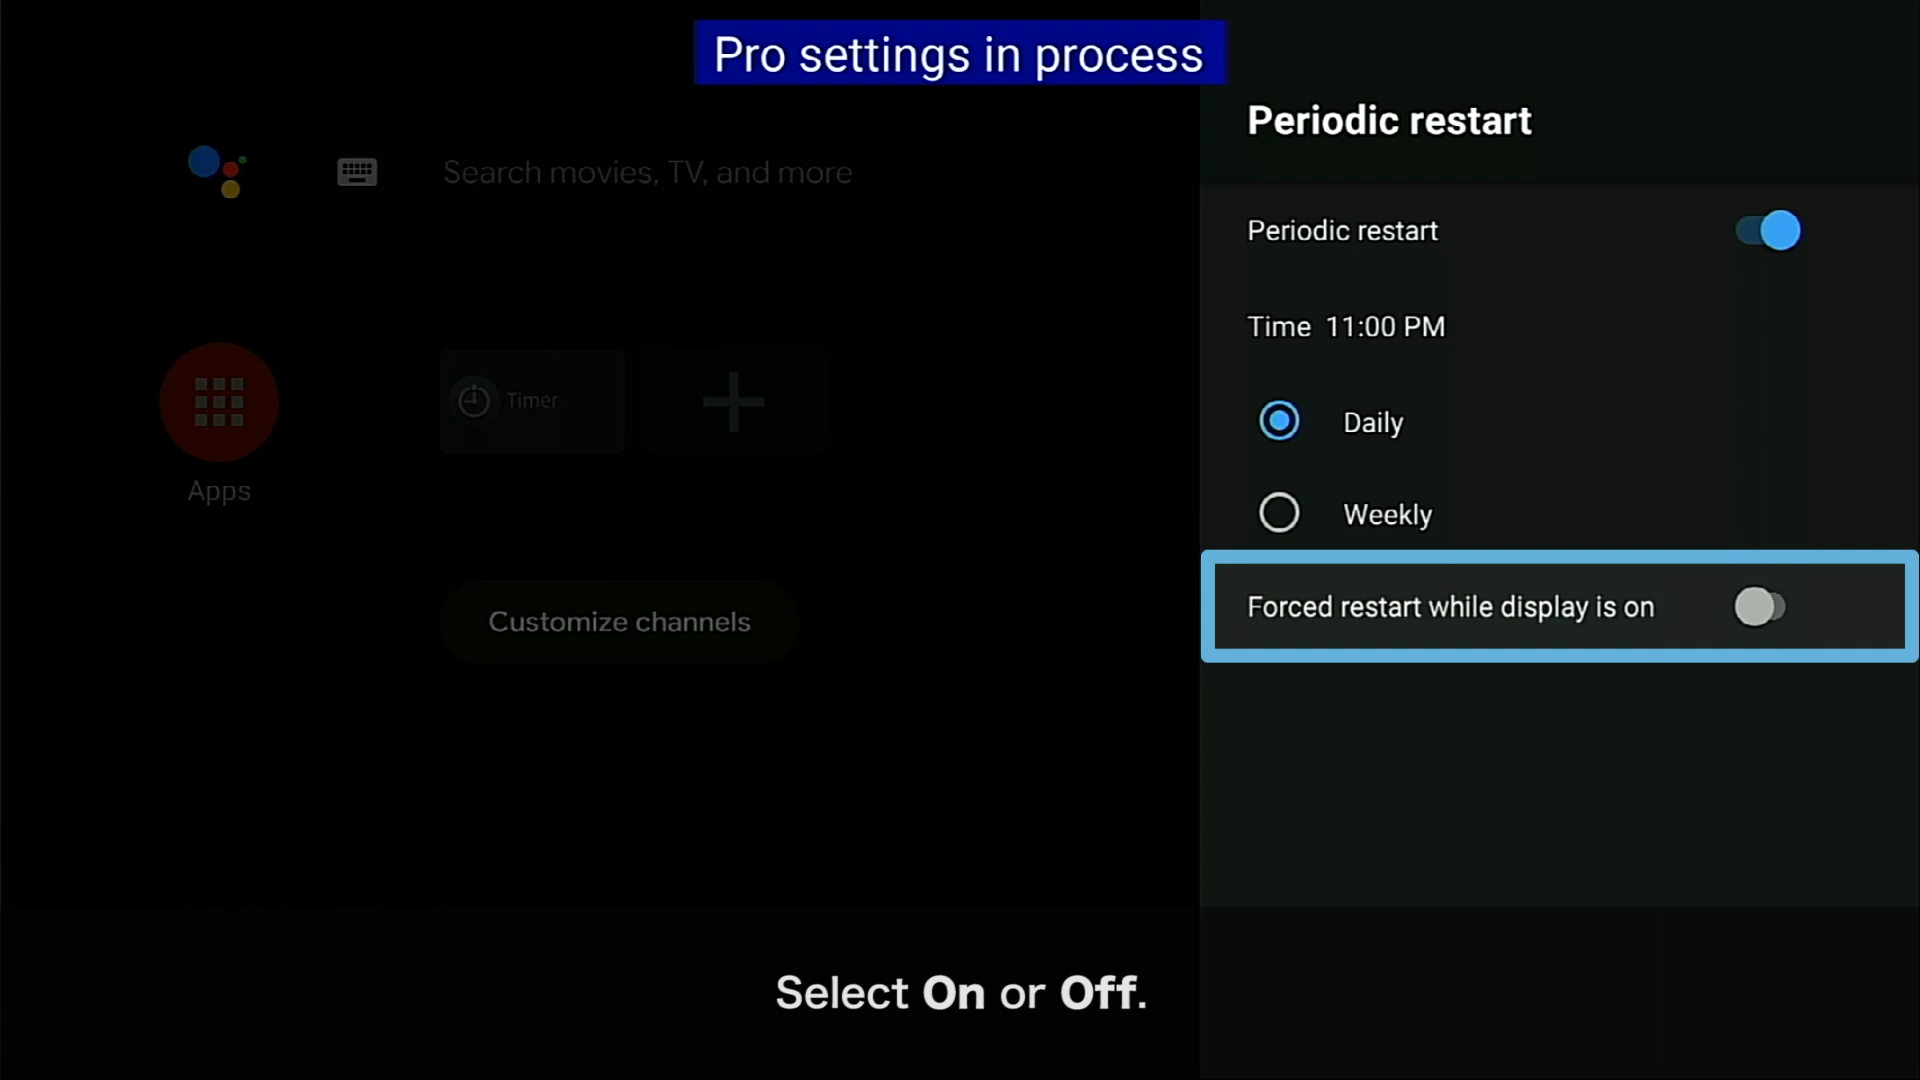 Pro settings in process
Periodic restart
Search movies, TV, and more
Periodic restart
Time 11:00 PM
Timer
Daily
Apps
Weekly
Forced restart while display is on
Customize channels
Select On or Off.